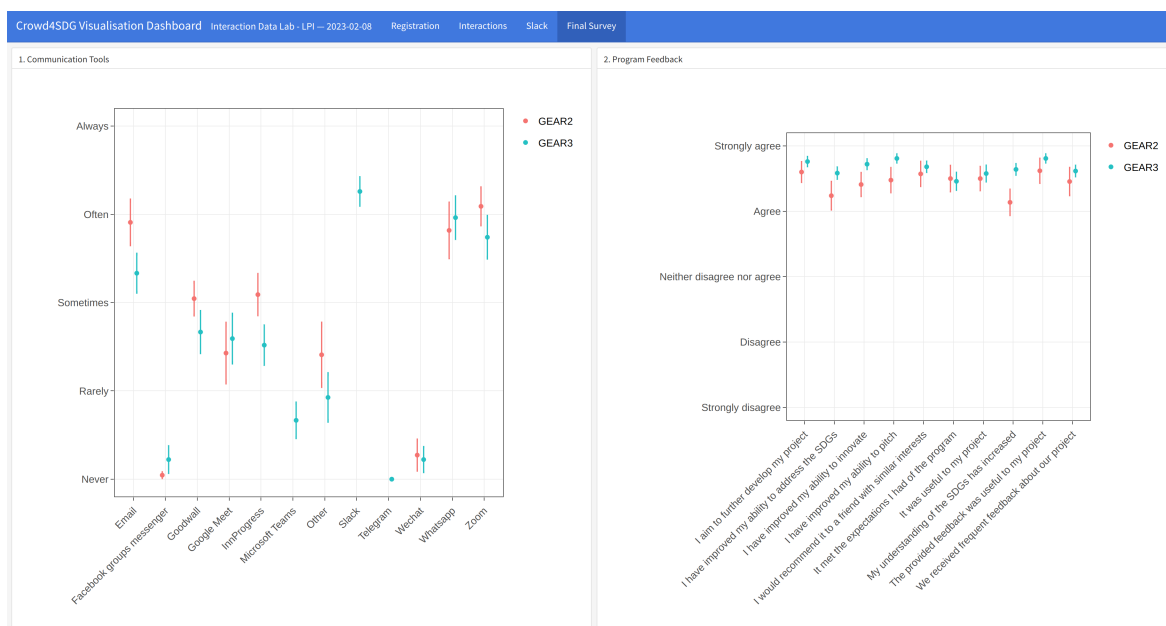 Crowd4SDG Visualisation Dashboard Interaction Data Lab - LPI — 2023-02-08 Registration Interactions Slack Final Survey
1. Communication Tools
Always
Often
Sometimes
Rarely
Never
Email
Facebook groups messenger
Goodwall
Google Meet
InnProgress
Microsoft Teams
Other
Slack
Telegram
Wechat
Whatsapp
Zoom
GEAR2
GEAR3
2. Program Feedback
Strongly agree
Agree
Neither disagree nor agree
Disagree
Strongly disagree
I aim to further develop my project
I have improved my ability to address the SDGs
I have improved my ability to innovate
I have improved my ability to pitch
I would recommend it to a friend with similar interests
It met the expectations I had of the program
It was useful to my project
My understanding of the SDGs has increased
The provided feedback was useful to my project
We received frequent feedback about our project
GEAR2
GEAR3